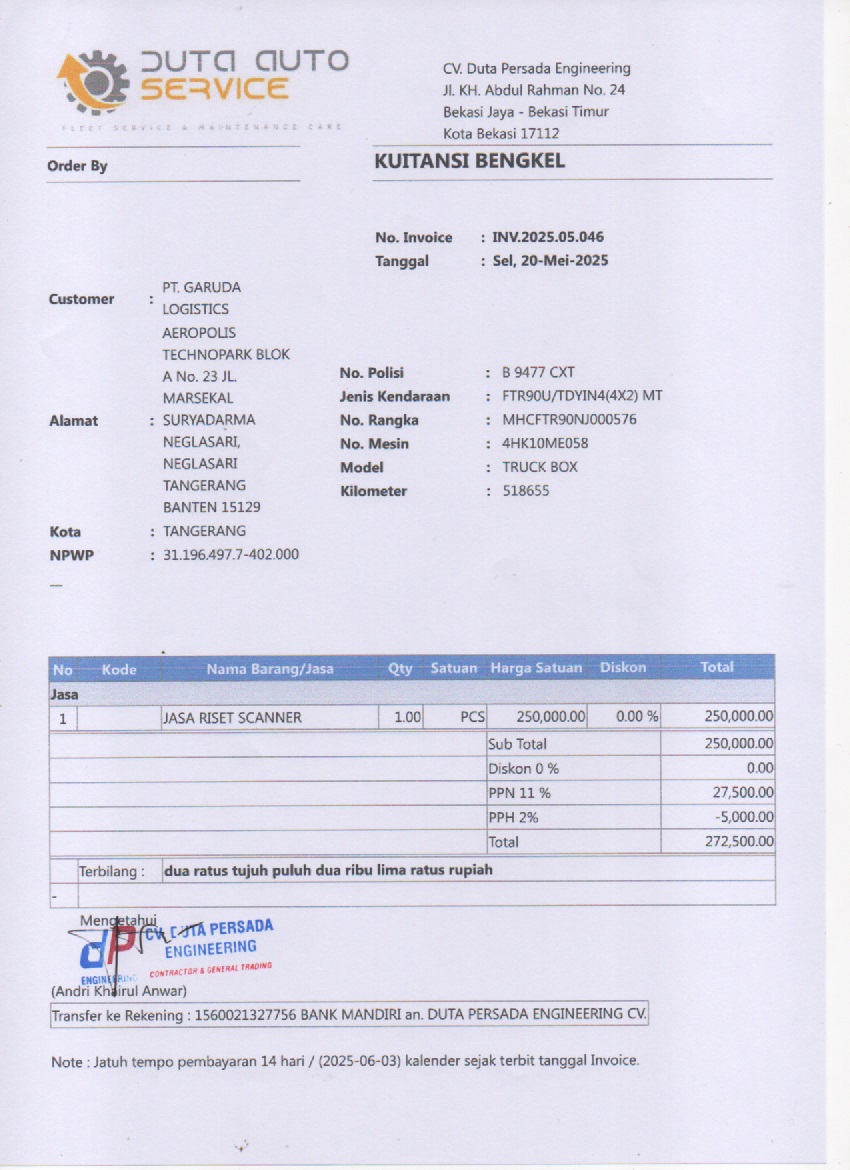 DUTA AUTO
SERVICE
FLEET SERVICE & MAINTENANCE CARE
CV. Duta Persada Engineering
Jl. KH. Abdul Rahman No. 24
Bekasi Jaya - Bekasi Timur
Kota Bekasi 17112
Order By
KUITANSI BENGKEL
No. Invoice : INV.2025.05.046
Tanggal : Sel, 20-Mei-2025
Customer : PT. GARUDA
LOGISTICS
Alamat : AEROPOLIS
TECHNOPARK BLOK
A No. 23 JL.
MARSEKAL
SURYADARMA
NEGLASARI,
NEGLASARI
TANGERANG
BANTEN 15129
Kota : TANGERANG
NPWP : 31.196.497.7-402.000
—
No. Polisi : B 9477 CXT
Jenis Kendaraan : FTR90U/TDYIN4(4X2) MT
No. Rangka : MHCFTR90NJ000576
No. Mesin : 4HK10ME058
Model : TRUCK BOX
Kilometer : 518655
No Kode Nama Barang/Jasa Qty Satuan Harga Satuan Diskon Total
Jasa
1 JASA RISET SCANNER 1.00 PCS 250,000.00 0.00 % 250,000.00
Sub Total 250,000.00
Diskon 0 % 0.00
PPN 11 % 27,500.00
PPH 2% -5,000.00
Total 272,500.00
Terbilang : dua ratus tujuh puluh dua ribu lima ratus rupiah
-
Mengetahui
dP CV. DUTA PERSADA
ENGINEERING
ENGINEERING CONTRACTOR & GENERAL TRADING
(Andri Khairul Anwar)
Transfer ke Rekening : 1560021327756 BANK MANDIRI an. DUTA PERSADA ENGINEERING CV.
Note : Jatuh tempo pembayaran 14 hari / (2025-06-03) kalender sejak terbit tanggal Invoice.